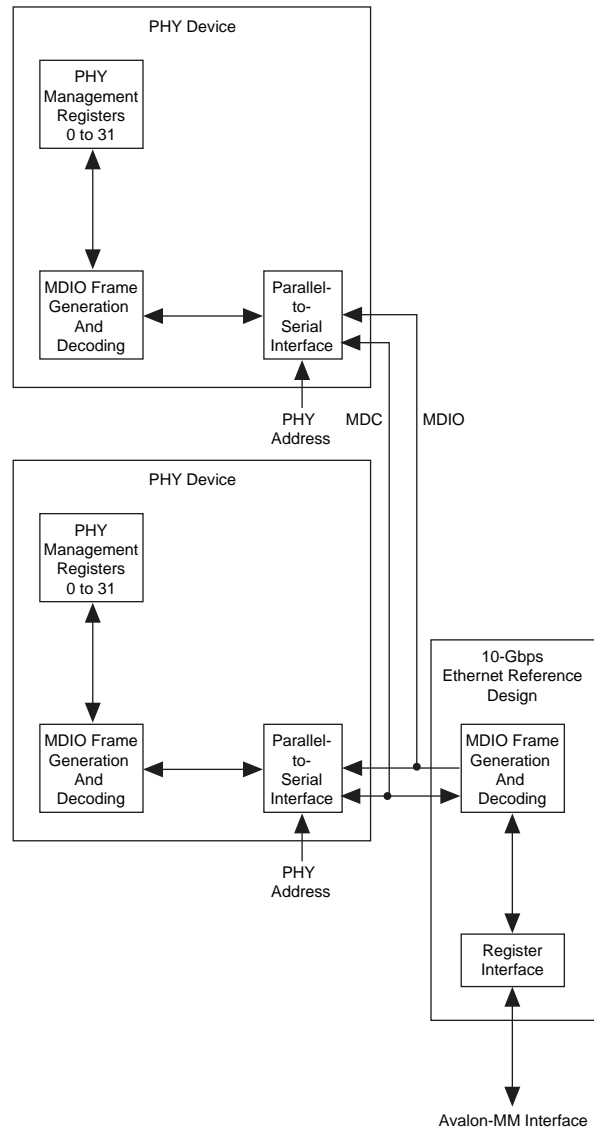 PHY Device
PHY
Management
Registers
0 to 31
MDIO Frame
Generation
And
Decoding
Parallel-
to-
Serial
Interface
PHY
Address
MDC
MDIO
PHY Device
PHY
Management
Registers
0 to 31
MDIO Frame
Generation
And
Decoding
Parallel-
to-
Serial
Interface
PHY
Address
10-Gbps
Ethernet Reference
Design
MDIO Frame
Generation
And
Decoding
Register
Interface
Avalon-MM Interface